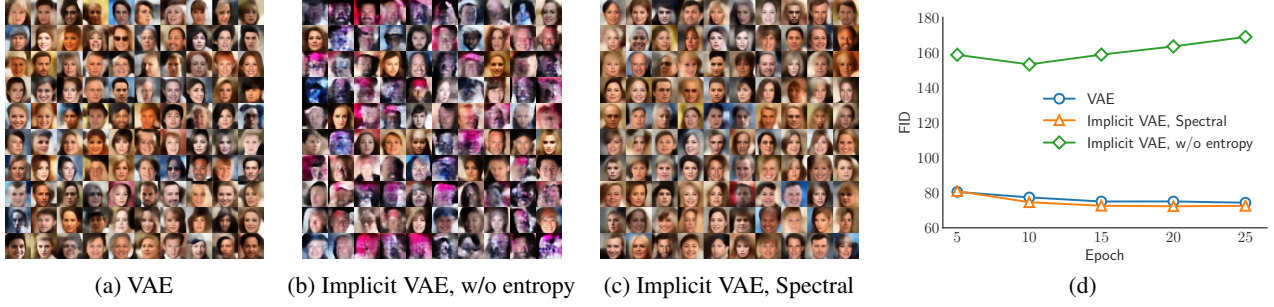 180
160
140
120
100
80
60
FID
VAE
Implicit VAE, Spectral
Implicit VAE, w/o entropy
5 10 15 20 25
Epoch
(a) VAE (b) Implicit VAE, w/o entropy (c) Implicit VAE, Spectral (d)